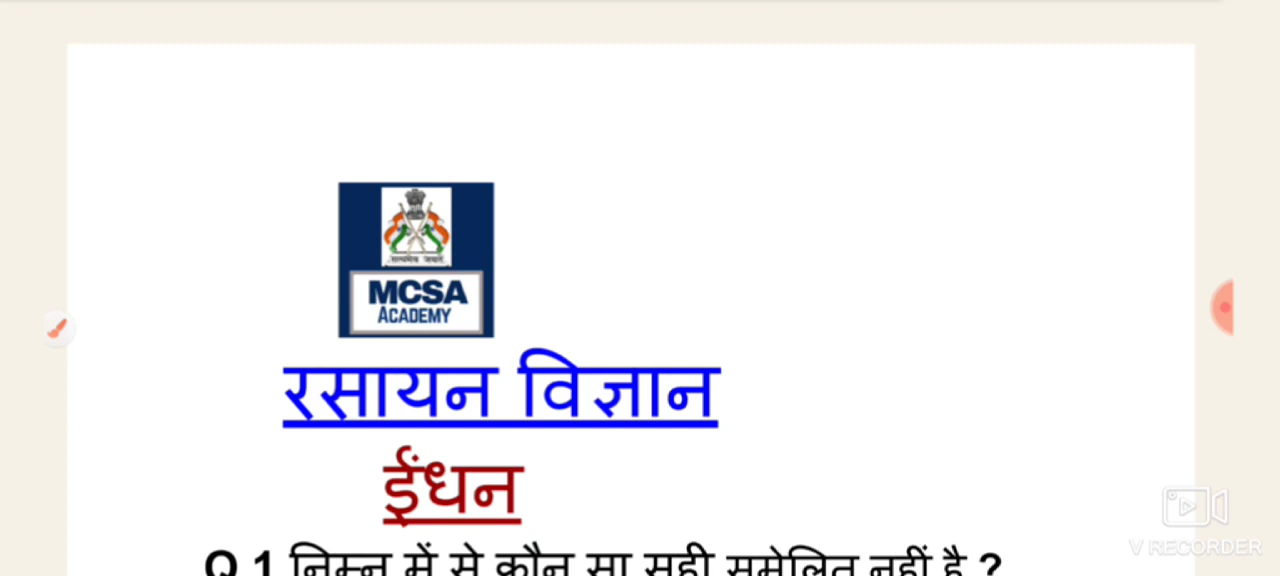 सत्यमेव जयते
MCSA
ACADEMY
रसायन विज्ञान
ईंधन
Q 1 निम्न में से कौन सा सही सुमेलित नहीं है ?
V RECORDER